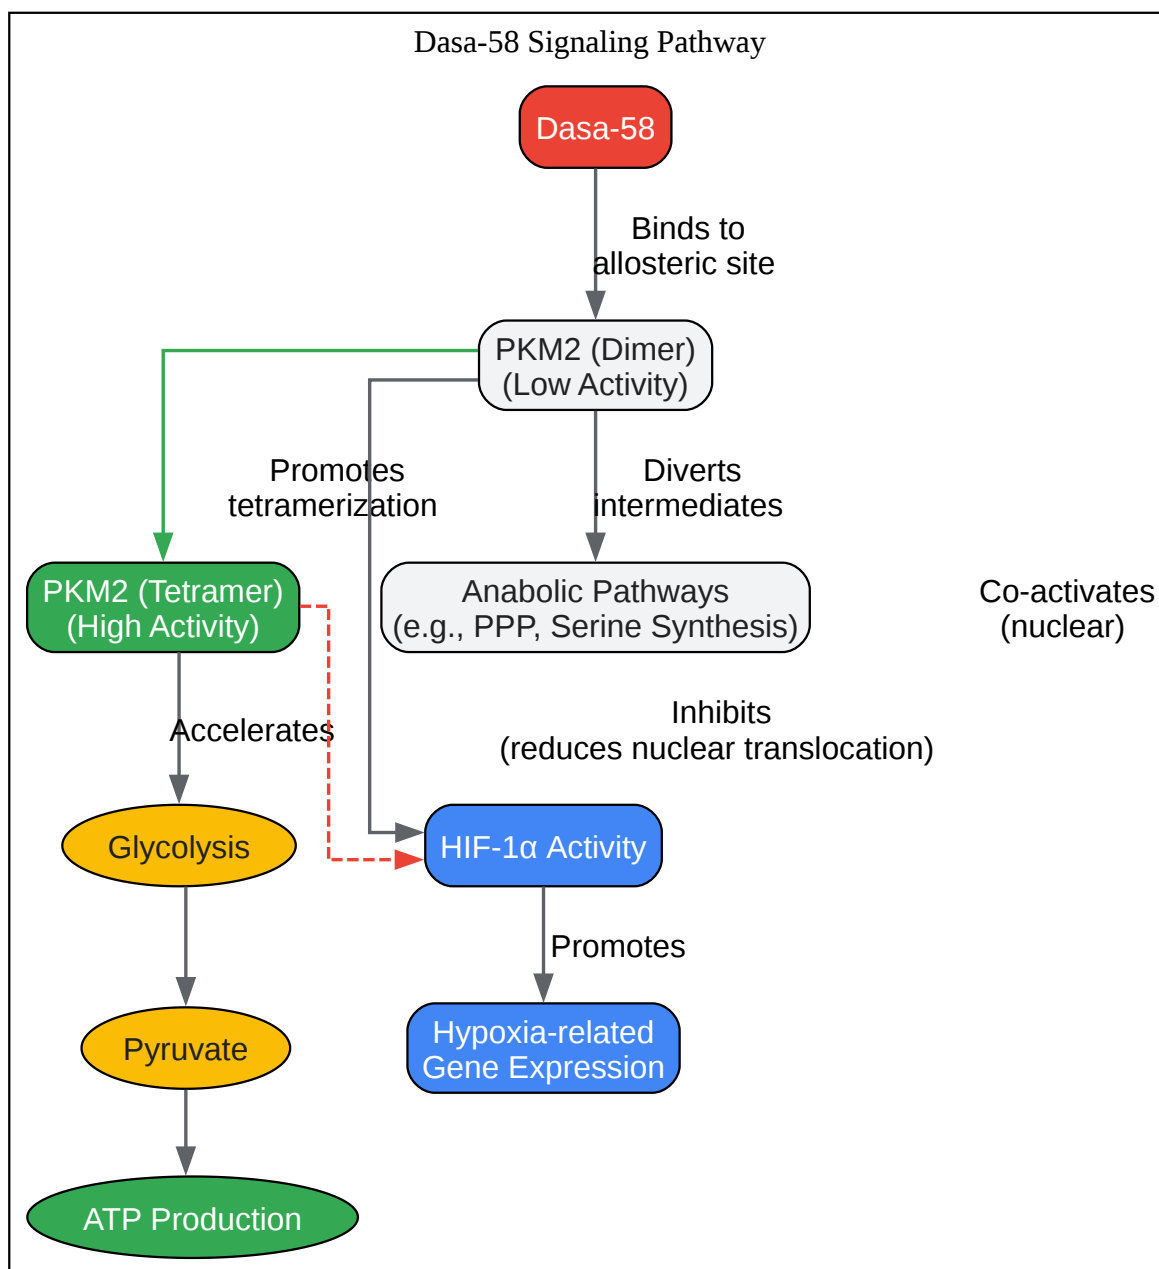 Dasa-58 Signaling Pathway
Dasa-58
Binds to
allosteric site
PKM2 (Dimer)
(Low Activity)
Promotes
tetramerization
Diverts
intermediates
PKM2 (Tetramer)
(High Activity)
Anabolic Pathways
(e.g., PPP, Serine Synthesis)
Co-activates
(nuclear)
Accelerates
Inhibits
(reduces nuclear translocation)
Glycolysis
HIF-1α Activity
Promotes
Pyruvate
Hypoxia-related
Gene Expression
ATP Production